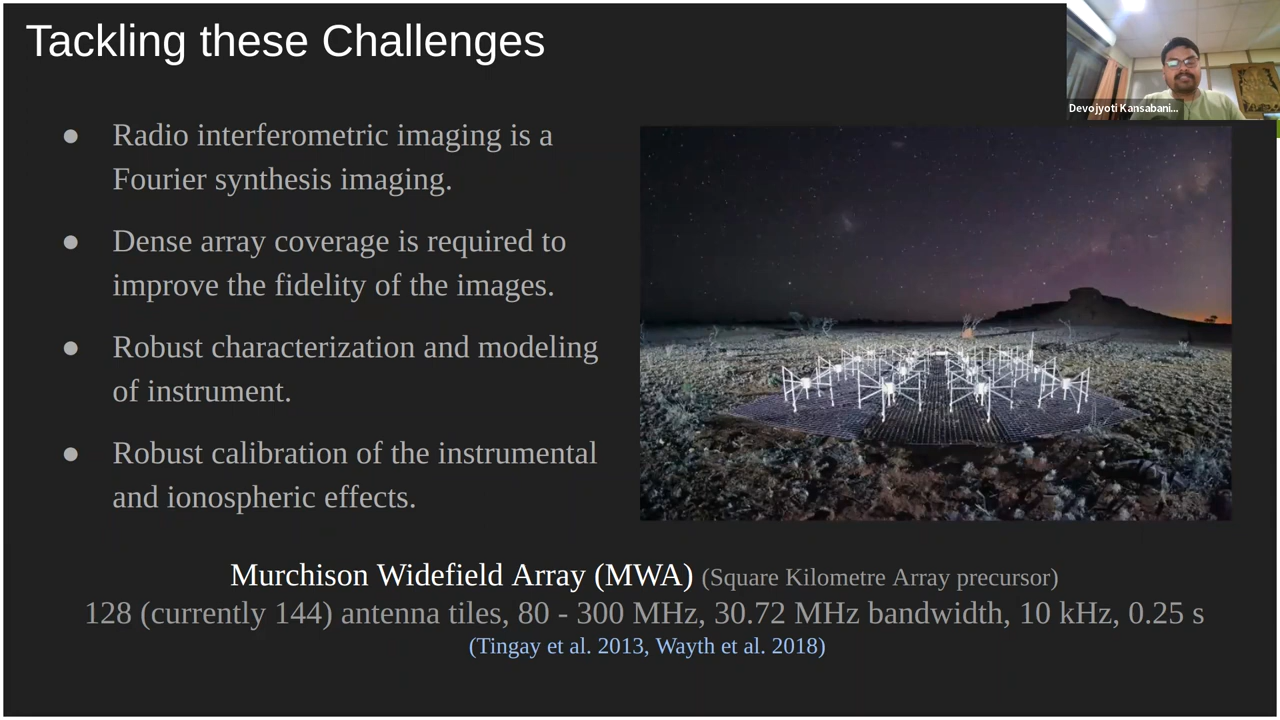 Tackling these Challenges
Devojyoti Kansabani...
● Radio interferometric imaging is a
Fourier synthesis imaging.
● Dense array coverage is required to
improve the fidelity of the images.
● Robust characterization and modeling
of instrument.
● Robust calibration of the instrumental
and ionospheric effects.
Murchison Widefield Array (MWA) (Square Kilometre Array precursor)
128 (currently 144) antenna tiles, 80 - 300 MHz, 30.72 MHz bandwidth, 10 kHz, 0.25 s
(Tingay et al. 2013, Wayth et al. 2018)